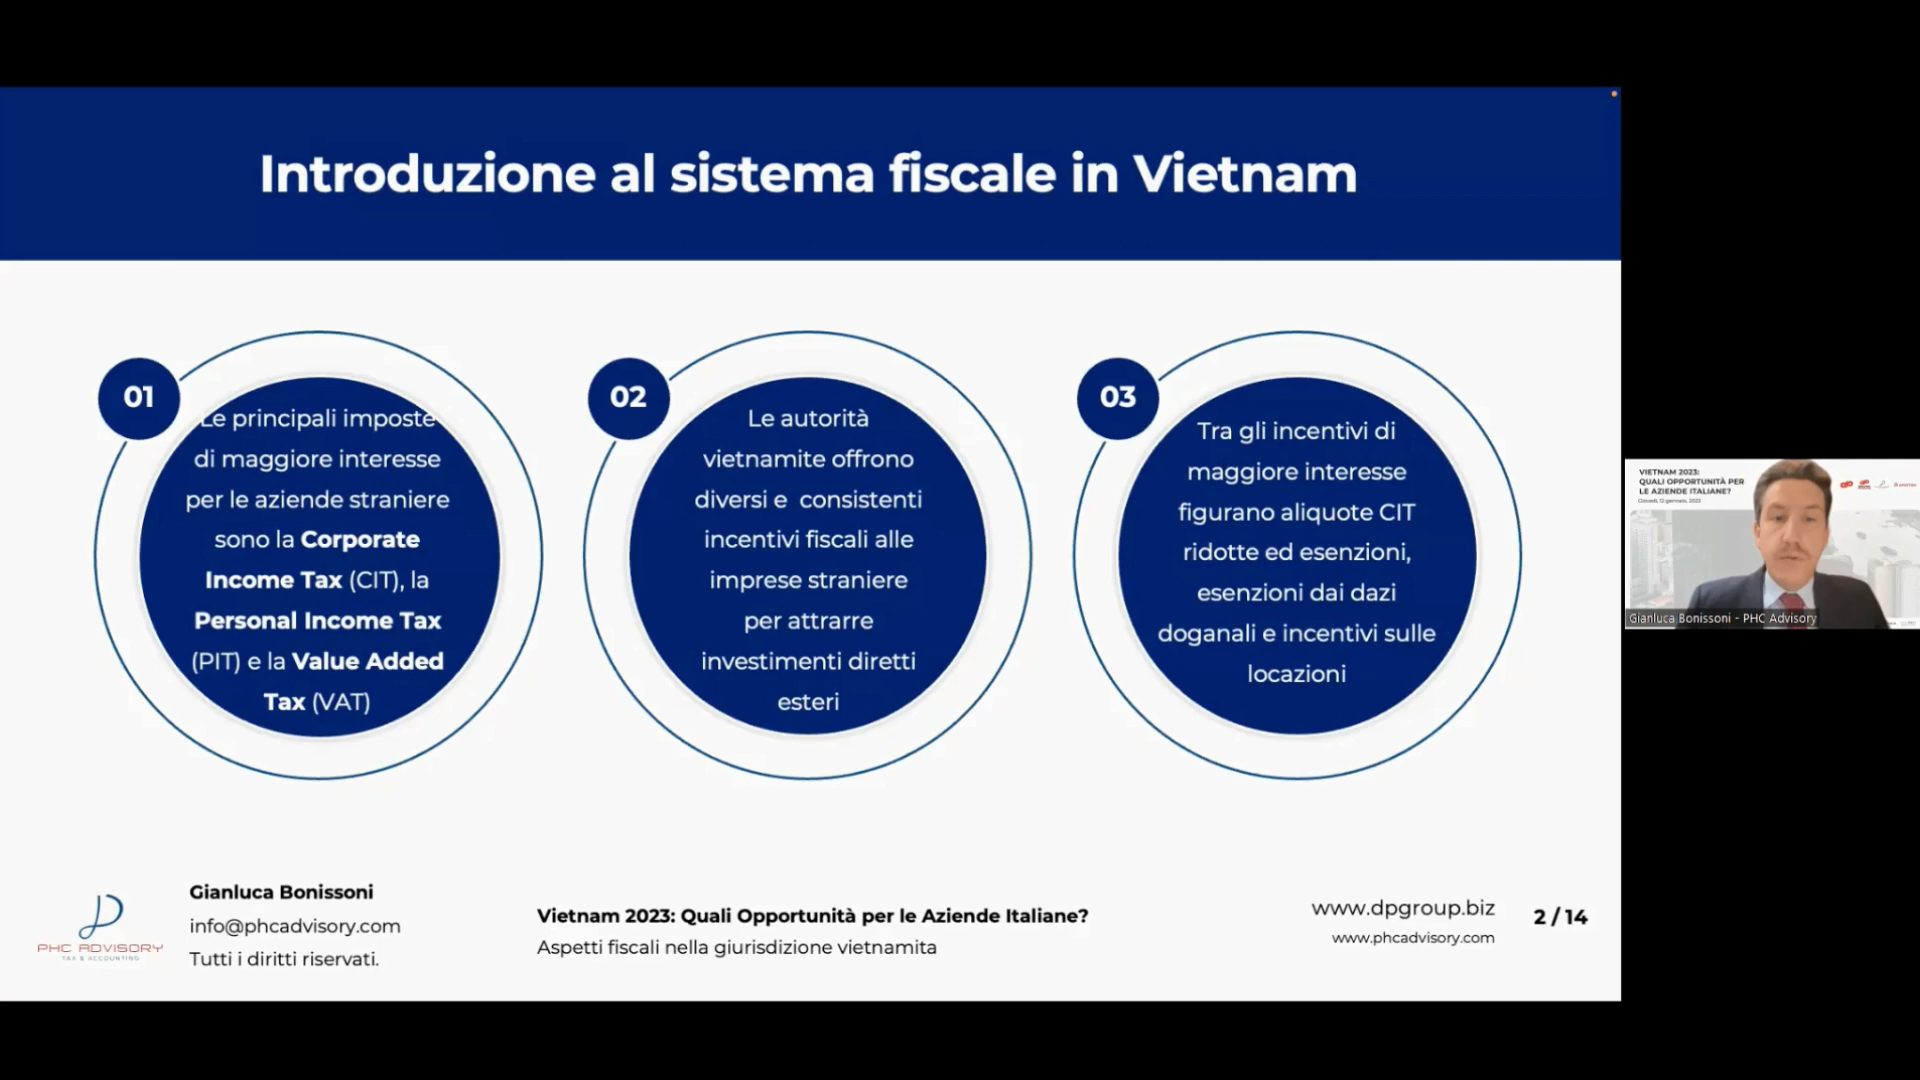 Introduzione al sistema fiscale in Vietnam
01
Le principali imposte
di maggiore interesse
per le aziende straniere
sono la Corporate
Income Tax (CIT), la
Personal Income Tax
(PIT) e la Value Added
Tax (VAT)
02
Le autorità
vietnamite offrono
diversi e consistenti
incentivi fiscali alle
imprese straniere
per attrarre
investimenti diretti
esteri
03
Tra gli incentivi di
maggiore interesse
figurano aliquote CIT
ridotte ed esenzioni,
esenzioni dai dazi
doganali e incentivi sulle
locazioni
PHC ADVISORY
TAX & ACCOUNTING
Gianluca Bonissoni
info@phcadvisory.com
Tutti i diritti riservati.
Vietnam 2023: Quali Opportunità per le Aziende Italiane?
Aspetti fiscali nella giurisdizione vietnamita
www.dpgroup.biz
www.phcadvisory.com
2 / 14
VIETNAM 2023:
QUALI OPPORTUNITÀ PER
LE AZIENDE ITALIANE?
Giovedì, 12 gennaio, 2023
Gianluca Bonissoni - PHC Advisory